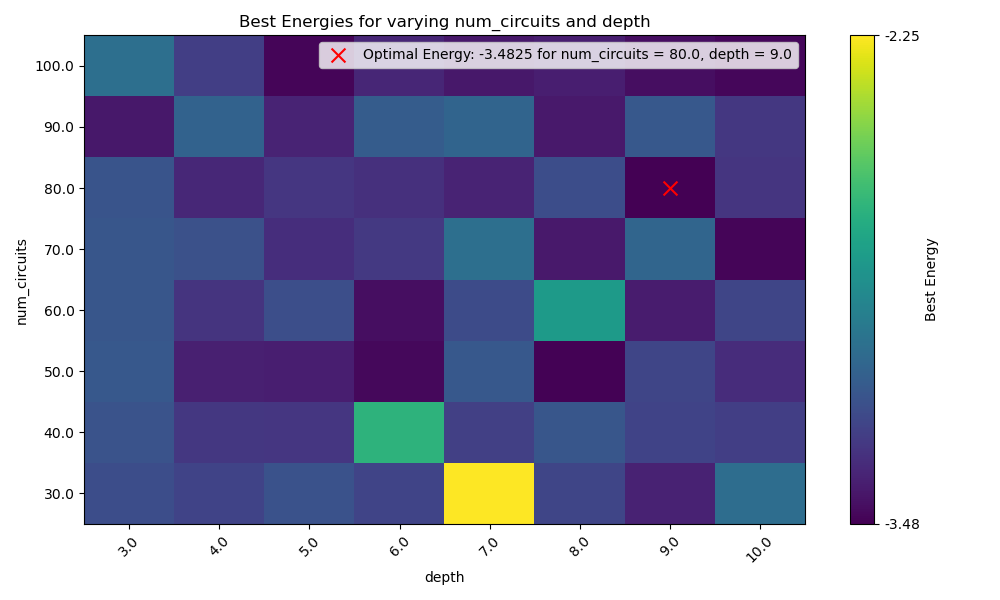 Best Energies for varying num_circuits and depth
Optimal Energy: -3.4825 for num_circuits = 80.0, depth = 9.0
num_circuits
100.0
90.0
80.0
70.0
60.0
50.0
40.0
30.0
3.0 4.0 5.0 6.0 7.0 8.0 9.0 10.0
depth
-2.25
-3.48
Best Energy